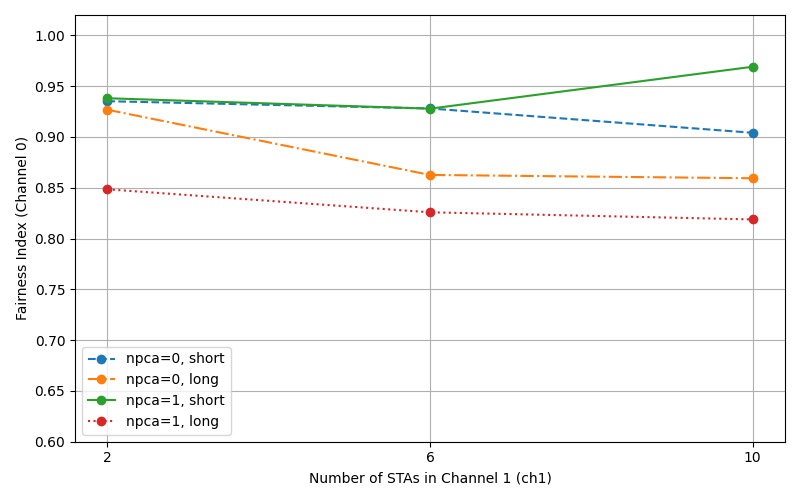 1.00
0.95
0.90
0.85
0.80
0.75
0.70
0.65
0.60
Fairness Index (Channel 0)
npca=0, short
npca=0, long
npca=1, short
npca=1, long
2
6
10
Number of STAs in Channel 1 (ch1)